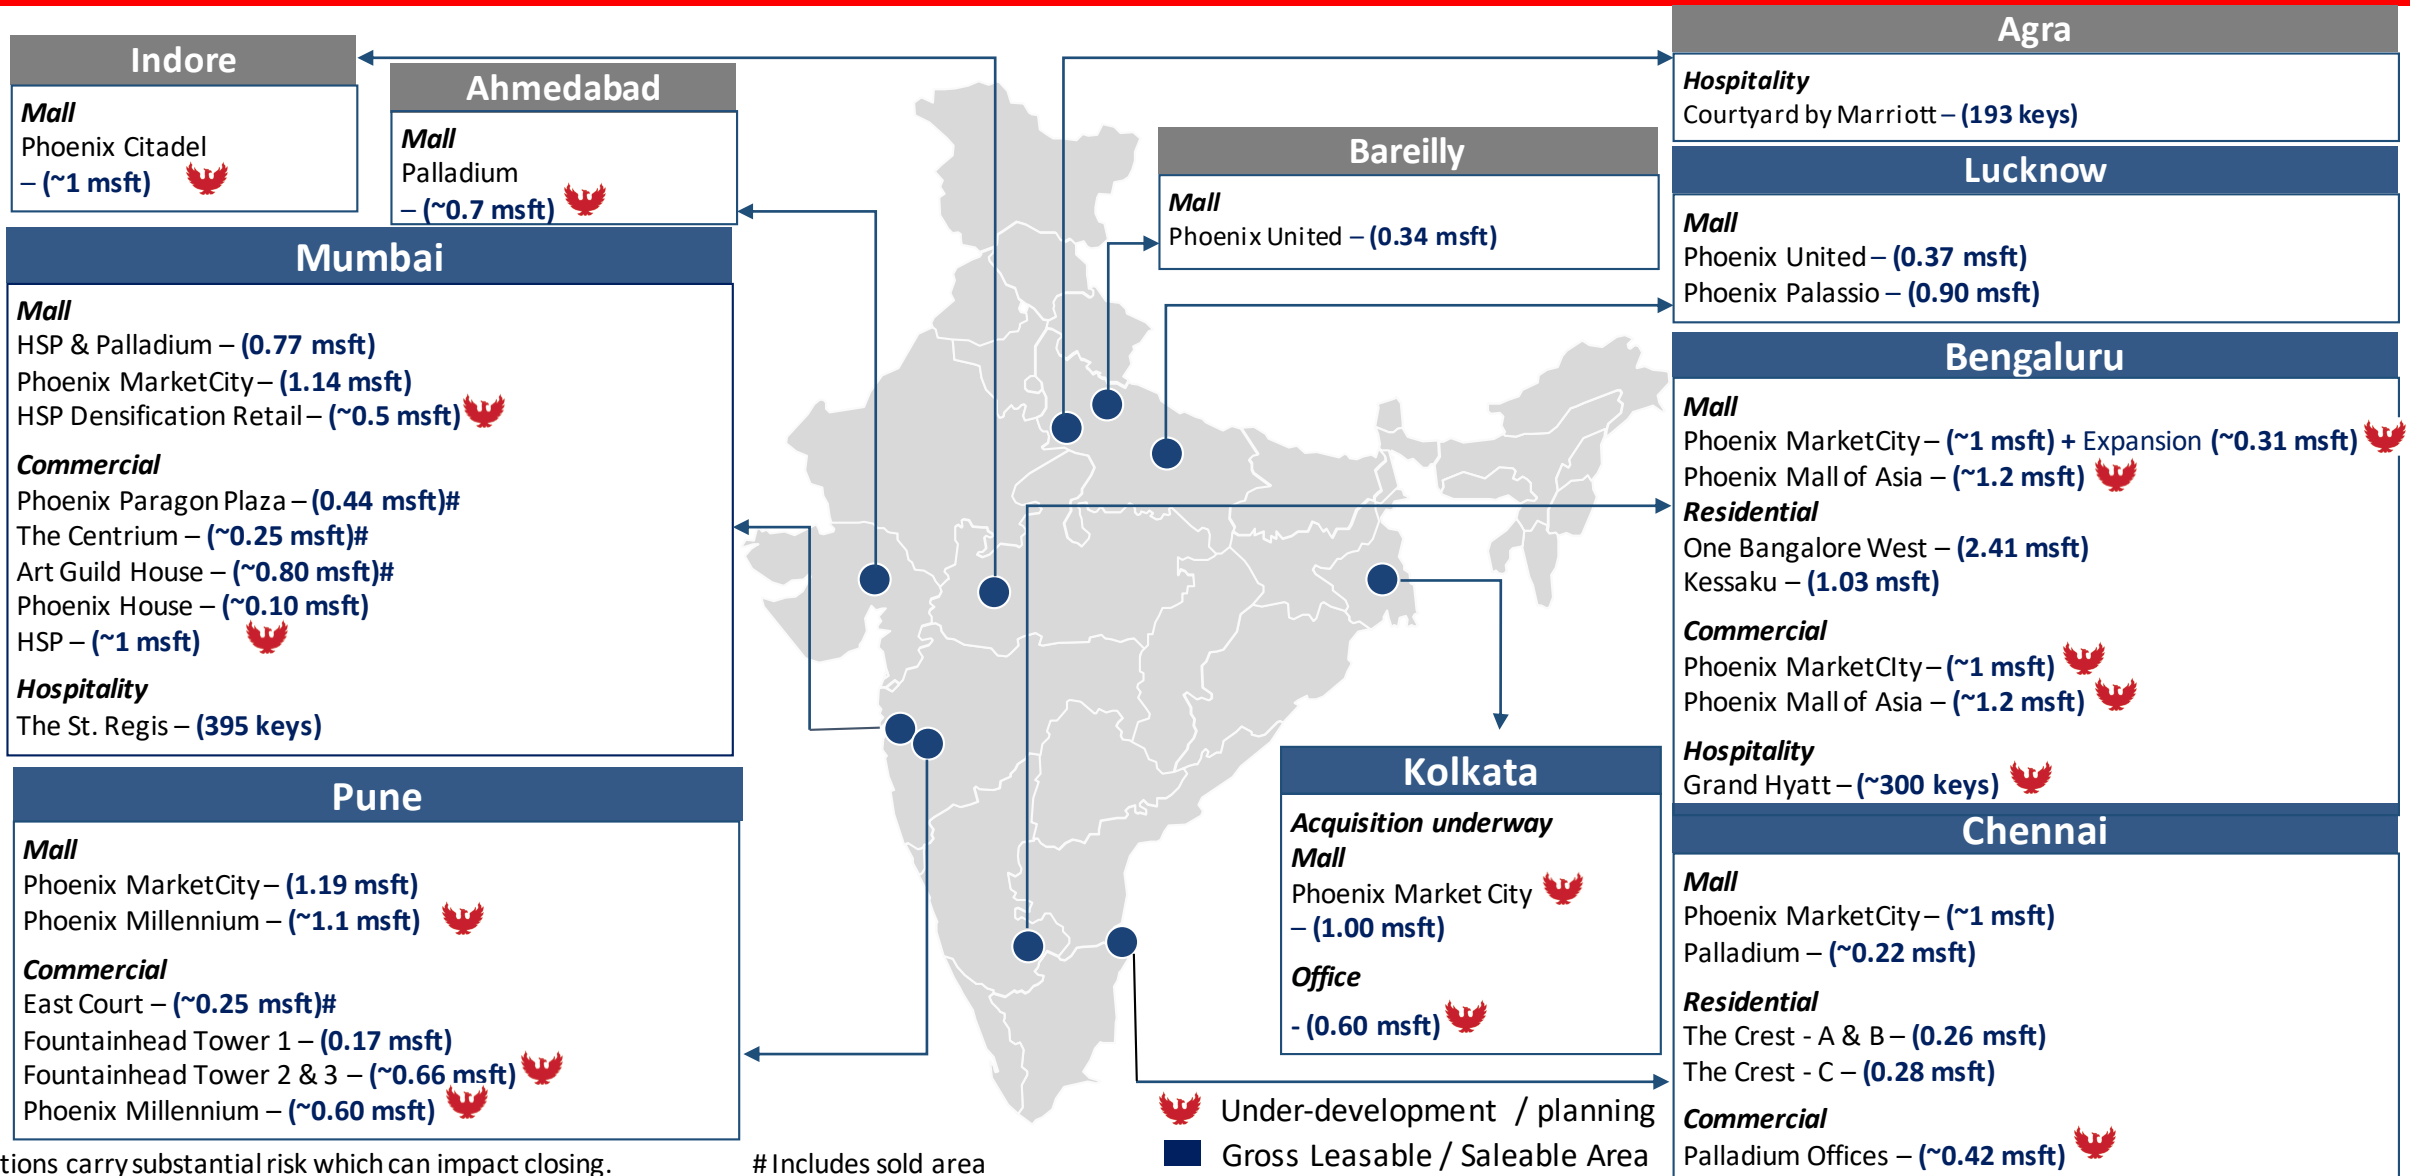 Indore
Mall
Phoenix Citadel
– (~1 msft)
Ahmedabad
Mall
Palladium
– (~0.7 msft)
Mumbai
Mall
HSP & Palladium – (0.77 msft)
Phoenix MarketCity – (1.14 msft)
HSP Densification Retail – (~0.5 msft)
Commercial
Phoenix Paragon Plaza – (0.44 msft)#
The Centrium – (~0.25 msft)#
Art Guild House – (~0.80 msft)#
Phoenix House – (~0.10 msft)
HSP – (~1 msft)
Hospitality
The St. Regis – (395 keys)
Pune
Mall
Phoenix MarketCity – (1.19 msft)
Phoenix Millennium – (~1.1 msft)
Commercial
East Court – (~0.25 msft)#
Fountainhead Tower 1 – (0.17 msft)
Fountainhead Tower 2 & 3 – (~0.66 msft)
Phoenix Millennium – (~0.60 msft)
Bareilly
Mall
Phoenix United – (0.34 msft)
Agra
Hospitality
Courtyard by Marriott – (193 keys)
Lucknow
Mall
Phoenix United – (0.37 msft)
Phoenix Palassio – (0.90 msft)
Bengaluru
Mall
Phoenix MarketCity – (~1 msft) + Expansion (~0.31 msft)
Phoenix Mall of Asia – (~1.2 msft)
Residential
One Bangalore West – (2.41 msft)
Kessaku – (1.03 msft)
Commercial
Phoenix MarketCIty – (~1 msft)
Phoenix Mall of Asia – (~1.2 msft)
Hospitality
Grand Hyatt – (~300 keys)
Kolkata
Acquisition underway
Mall
Phoenix Market City
– (1.00 msft)
Office
- (0.60 msft)
Chennai
Mall
Phoenix MarketCity – (~1 msft)
Palladium – (~0.22 msft)
Residential
The Crest - A & B – (0.26 msft)
The Crest - C – (0.28 msft)
Commercial
Palladium Offices – (~0.42 msft)
Under-development / planning
Gross Leasable / Saleable Area
tions carry substantial risk which can impact closing.
# Includes sold area